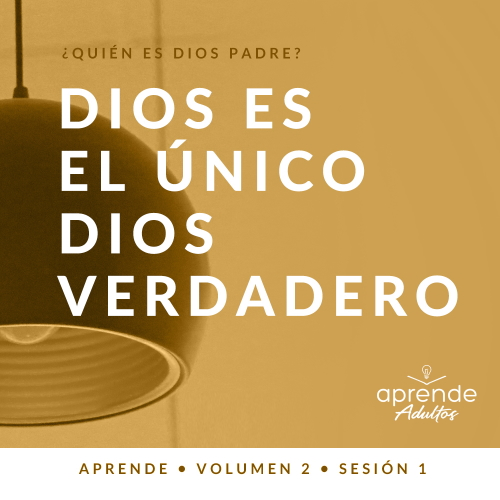 ¿QUIÉN ES DIOS PADRE?
DIOS ES
EL ÚNICO
DIOS
VERDADERO
aprende
Adultos
APRENDE • VOLUMEN 2 • SESIÓN 1